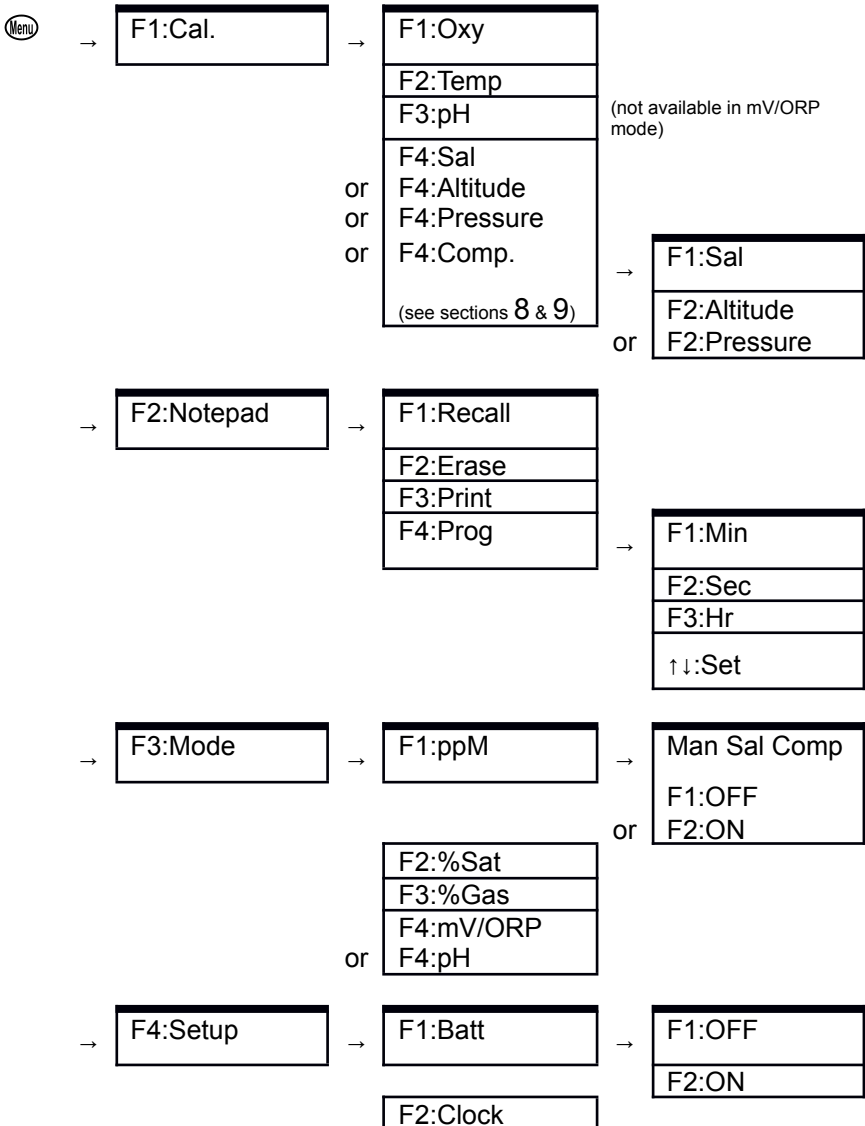 Menu
→ F1:Cal. → F1:Oxy
F2:Temp
F3:pH (not available in mV/ORP
mode)
F4:Sal
or F4:Altitude
or F4:Pressure
or F4:Comp. → F1:Sal
(see sections 8 & 9) F2:Altitude
or F2:Pressure
→ F2:Notepad → F1:Recall
F2:Erase
F3:Print
F4:Prog → F1:Min
F2:Sec
F3:Hr
↑↓:Set
→ F3:Mode → F1:ppM → Man Sal Comp
F1:OFF
or F2:ON
F2:%Sat
F3:%Gas
F4:mV/ORP
or F4:pH
→ F4:Setup → F1:Batt → F1:OFF
F2:ON
F2:Clock